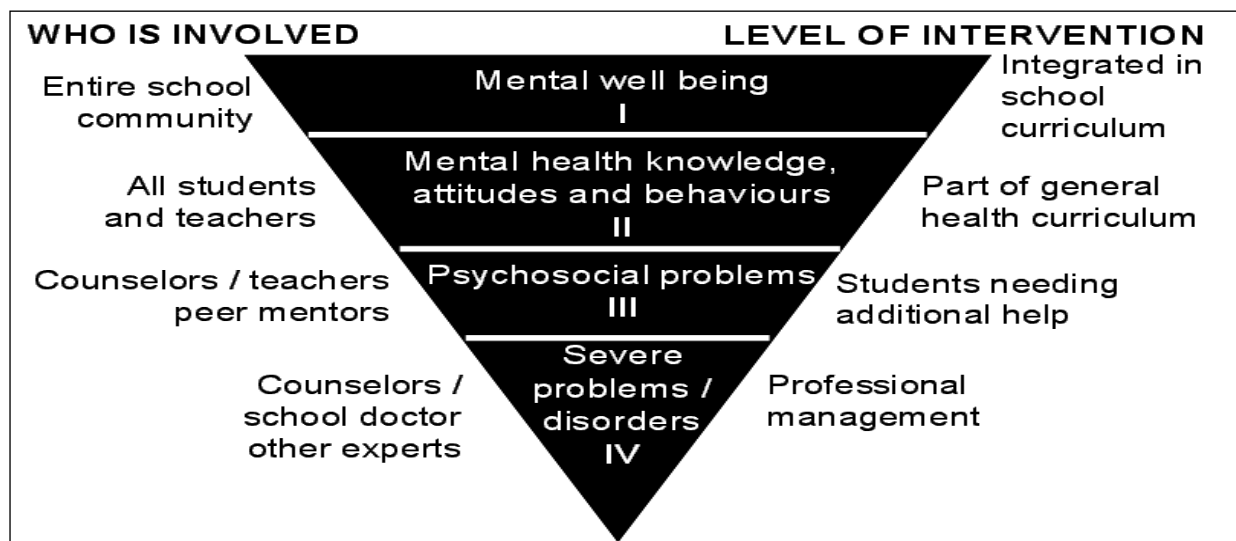 WHO IS INVOLVED
LEVEL OF INTERVENTION
Entire school
community
Mental well being
I
Integrated in
school
curriculum
All students
and teachers
Mental health knowledge,
attitudes and behaviours
II
Part of general
health curriculum
Counselors / teachers
peer mentors
Psychosocial problems
III
Students needing
additional help
Counselors /
school doctor
other experts
Severe
problems /
disorders
IV
Professional
management